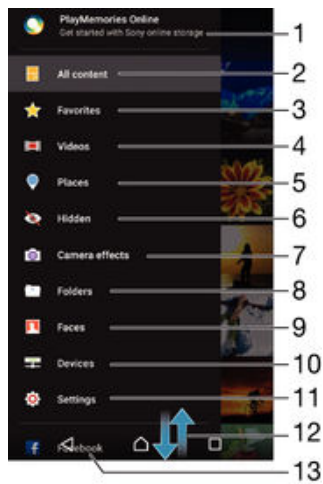 PlayMemories Online
Get started with Sony online storage
1
All content
2
Favorites
3
Videos
4
Places
5
Hidden
6
Camera effects
7
Folders
8
Faces
9
Devices
10
Settings
11
12
Facebook
13